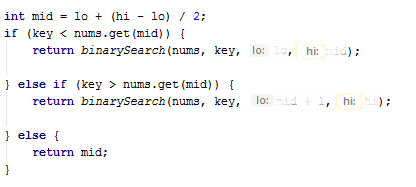 int mid = lo + (hi - lo) / 2;
if (key < nums.get(mid)) {
return binarySearch(nums, key, lo: lo, hi: mid);
} else if (key > nums.get(mid)) {
return binarySearch(nums, key, lo: mid + 1, hi: hi);
} else {
return mid;
}